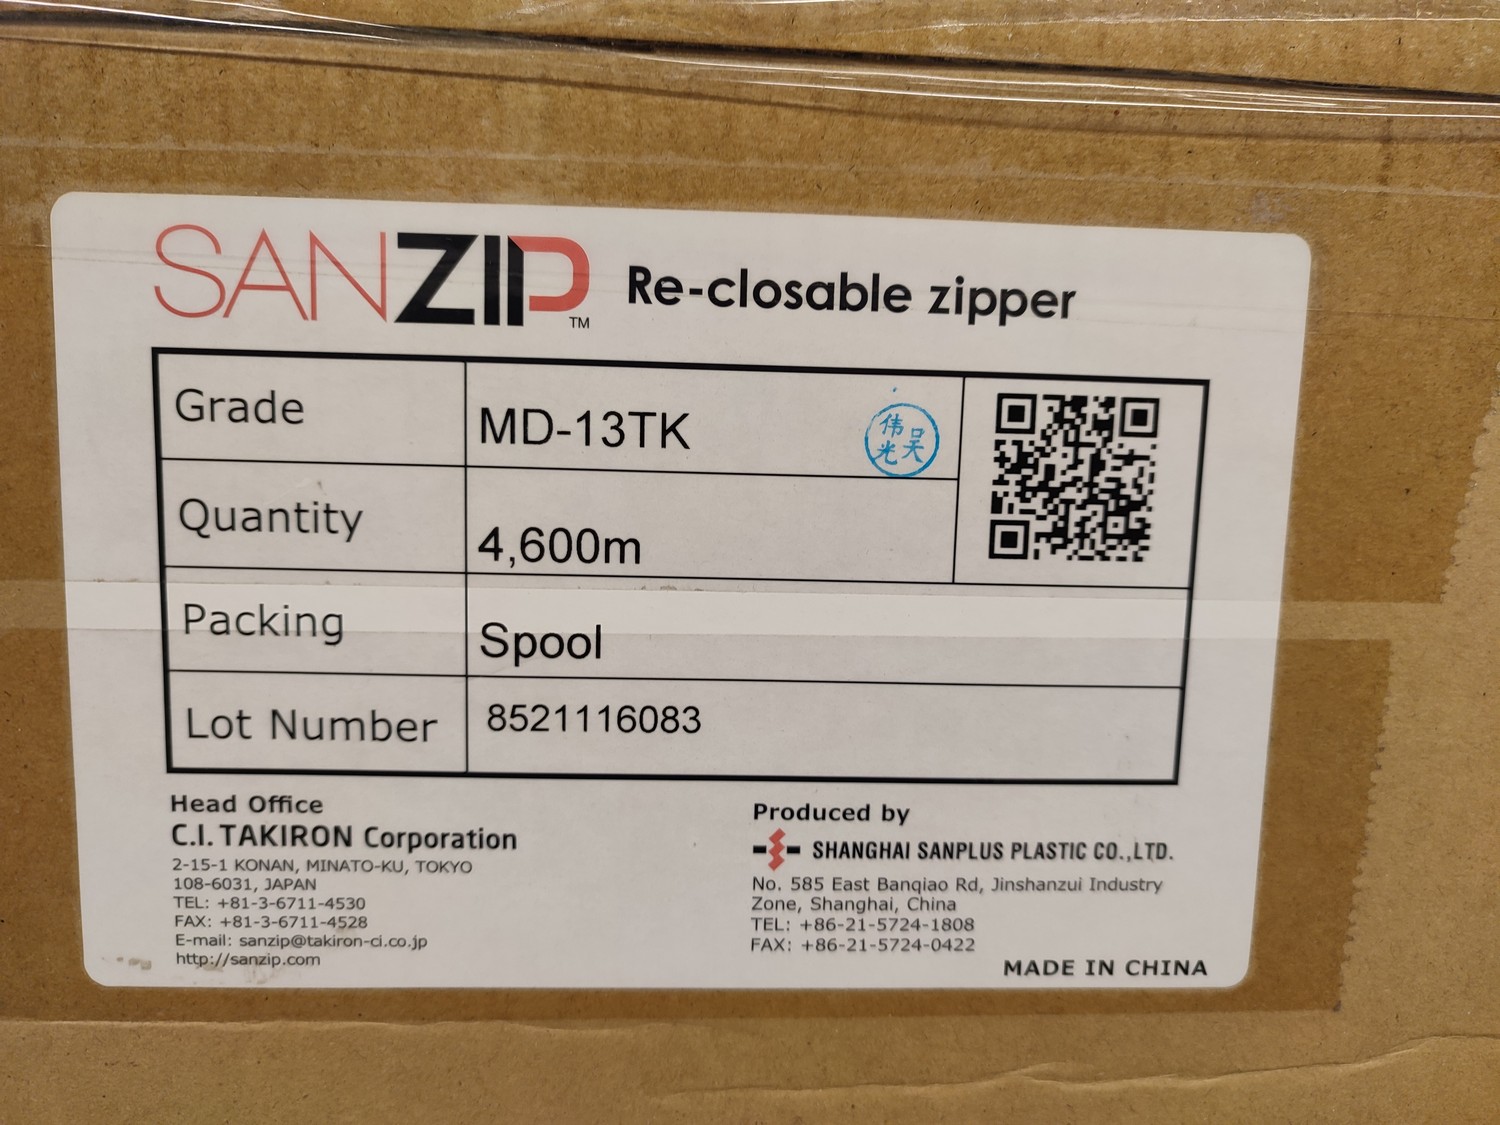 SANZIP™ Re-closable zipper
Grade MD-13TK
伟 吴
光
Quantity 4,600m
Packing Spool
Lot Number 8521116083
Head Office
C.I. TAKIRON Corporation
2-15-1 KONAN, MINATO-KU, TOKYO
108-6031, JAPAN
TEL: +81-3-6711-4530
FAX: +81-3-6711-4528
E-mail: sanzip@takiron-ci.co.jp
http://sanzip.com
Produced by
SHANGHAI SANPLUS PLASTIC CO.,LTD.
No. 585 East Banqiao Rd, Jinshanzui Industry
Zone, Shanghai, China
TEL: +86-21-5724-1808
FAX: +86-21-5724-0422
MADE IN CHINA